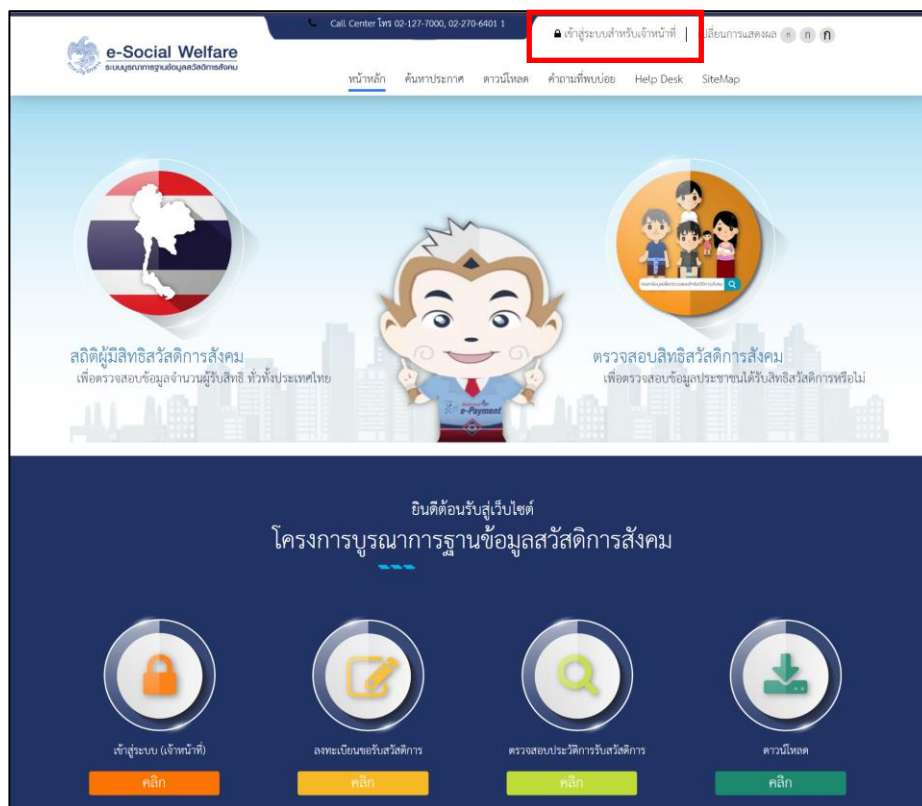 Call Center โทร 02-127-7000, 02-270-6401 1
เข้าสู่ระบบสำหรับเจ้าหน้าที่
เปลี่ยนการแสดงผล ก ก ก
e-Social Welfare
ระบบบูรณาการฐานข้อมูลสวัสดิการสังคม
หน้าหลัก ค้นหาประกาศ ดาวน์โหลด คำถามที่พบบ่อย Help Desk SiteMap
สถิติผู้มีสิทธิสวัสดิการสังคม
เพื่อตรวจสอบข้อมูลจำนวนผู้รับสิทธิ ทั่วทั้งประเทศไทย
e-Payment
ตรวจสอบสิทธิสวัสดิการสังคม
เพื่อตรวจสอบข้อมูลประชาชนได้รับสิทธิสวัสดิการหรือไม่
ยินดีต้อนรับสู่เว็บไซต์
โครงการบูรณาการฐานข้อมูลสวัสดิการสังคม
เข้าสู่ระบบ (เจ้าหน้าที่) ลงทะเบียนขอรับสวัสดิการ ตรวจสอบประวัติการรับสวัสดิการ ดาวน์โหลด
คลิก คลิก คลิก คลิก